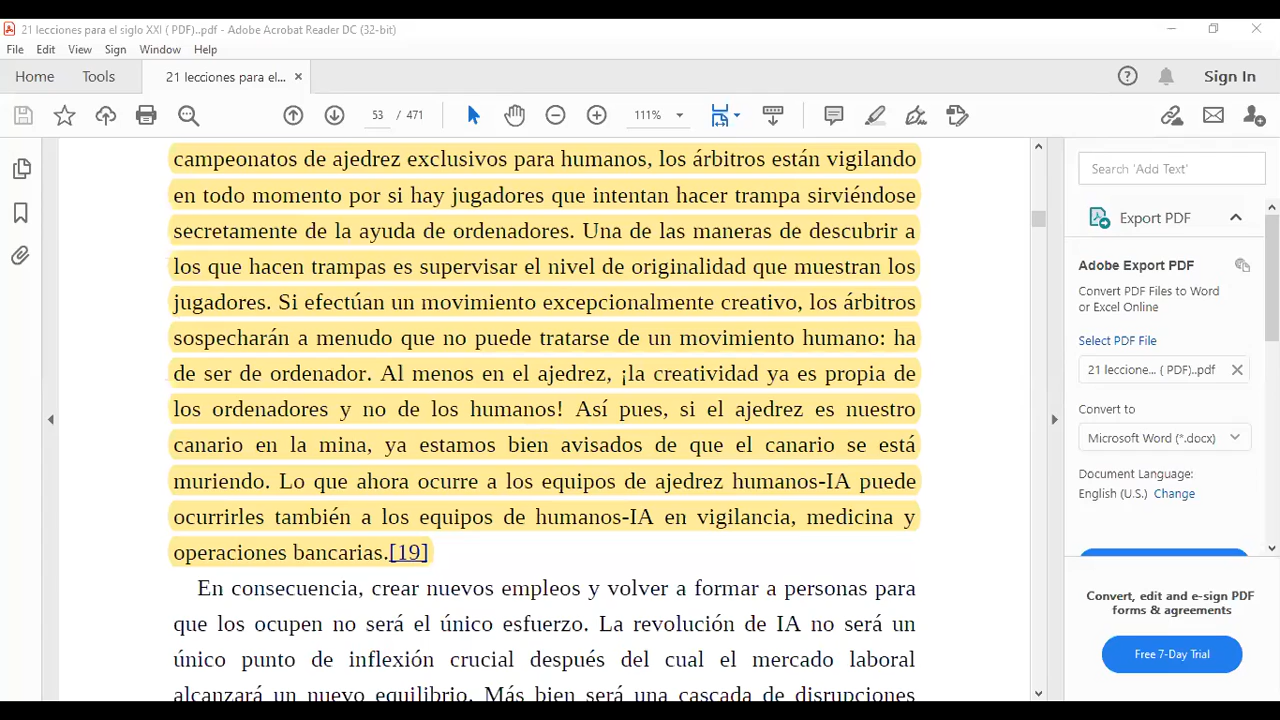 21 lecciones para el siglo XXI ( PDF)..pdf - Adobe Acrobat Reader DC (32-bit)
File Edit View Sign Window Help
Home Tools 21 lecciones para el... × Sign In
53 / 471 111%
campeonatos de ajedrez exclusivos para humanos, los árbitros están vigilando
en todo momento por si hay jugadores que intentan hacer trampa sirviéndose
secretamente de la ayuda de ordenadores. Una de las maneras de descubrir a
los que hacen trampas es supervisar el nivel de originalidad que muestran los
jugadores. Si efectúan un movimiento excepcionalmente creativo, los árbitros
sospecharán a menudo que no puede tratarse de un movimiento humano: ha
de ser de ordenador. Al menos en el ajedrez, ¡la creatividad ya es propia de
los ordenadores y no de los humanos! Así pues, si el ajedrez es nuestro
canario en la mina, ya estamos bien avisados de que el canario se está
muriendo. Lo que ahora ocurre a los equipos de ajedrez humanos-IA puede
ocurrirles también a los equipos de humanos-IA en vigilancia, medicina y
operaciones bancarias.[19]
En consecuencia, crear nuevos empleos y volver a formar a personas para
que los ocupen no será el único esfuerzo. La revolución de IA no será un
único punto de inflexión crucial después del cual el mercado laboral
alcanzará un nuevo equilibrio. Más bien será una cascada de disrupciones
Search 'Add Text'
Export PDF
Adobe Export PDF
Convert PDF Files to Word
or Excel Online
Select PDF File
21 leccione... ( PDF)..pdf
Convert to
Microsoft Word (*.docx)
Document Language:
English (U.S.) Change
Convert, edit and e-sign PDF
forms & agreements
Free 7-Day Trial